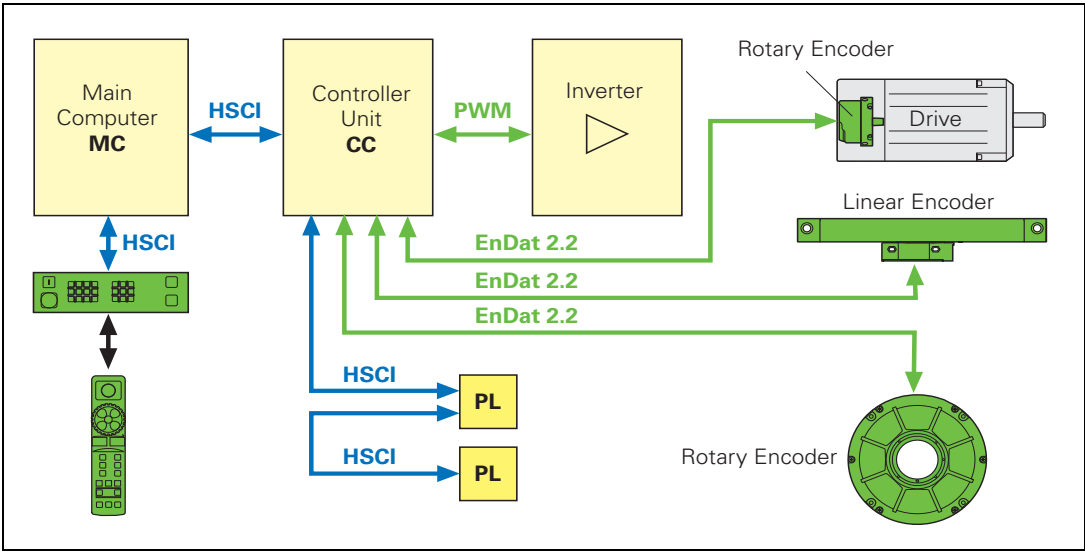 Main
Computer
MC
HSCI
Controller
Unit
CC
PWM
Inverter
Rotary Encoder
Drive
Linear Encoder
HSCI
EnDat 2.2
EnDat 2.2
EnDat 2.2
HSCI
PL
HSCI
PL
Rotary Encoder